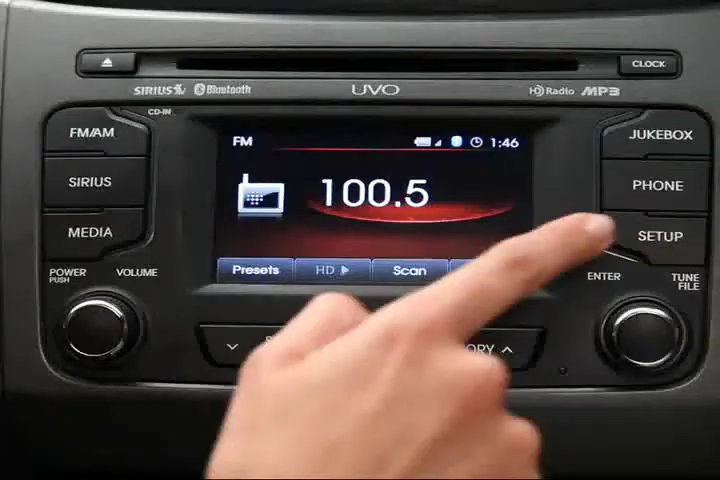 CLOCK
SIRIUS Bluetooth UVO HD Radio MP3
CD-IN
FM/AM
SIRIUS
MEDIA
POWER
PUSH
VOLUME
FM 1:46
100.5
Presets HD Scan
JUKEBOX
PHONE
SETUP
ENTER
TUNE
FILE